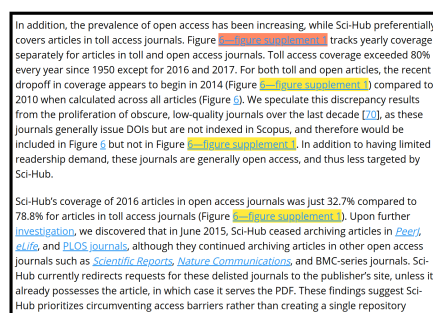 In addition, the prevalence of open access has been increasing, while Sci-Hub preferentially
covers articles in toll access journals. Figure 6—figure supplement 1 tracks yearly coverage
separately for articles in toll and open access journals. Toll access coverage exceeded 80%
every year since 1950 except for 2016 and 2017. For both toll and open articles, the recent
dropoff in coverage appears to begin in 2014 (Figure 6—figure supplement 1) compared to
2010 when calculated across all articles (Figure 6). We speculate this discrepancy results
from the proliferation of obscure, low-quality journals over the last decade [70], as these
journals generally issue DOIs but are not indexed in Scopus, and therefore would be
included in Figure 6 but not in Figure 6—figure supplement 1. In addition to having limited
readership demand, these journals are generally open access, and thus less targeted by
Sci-Hub.
Sci-Hub's coverage of 2016 articles in open access journals was just 32.7% compared to
78.8% for articles in toll access journals (Figure 6—figure supplement 1). Upon further
investigation, we discovered that in June 2015, Sci-Hub ceased archiving articles in PeerJ,
eLife, and PLOS journals, although they continued archiving articles in other open access
journals such as Scientific Reports, Nature Communications, and BMC-series journals. Sci-
Hub currently redirects requests for these delisted journals to the publisher's site, unless it
already possesses the article, in which case it serves the PDF. These findings suggest Sci-
Hub prioritizes circumventing access barriers rather than creating a single repository